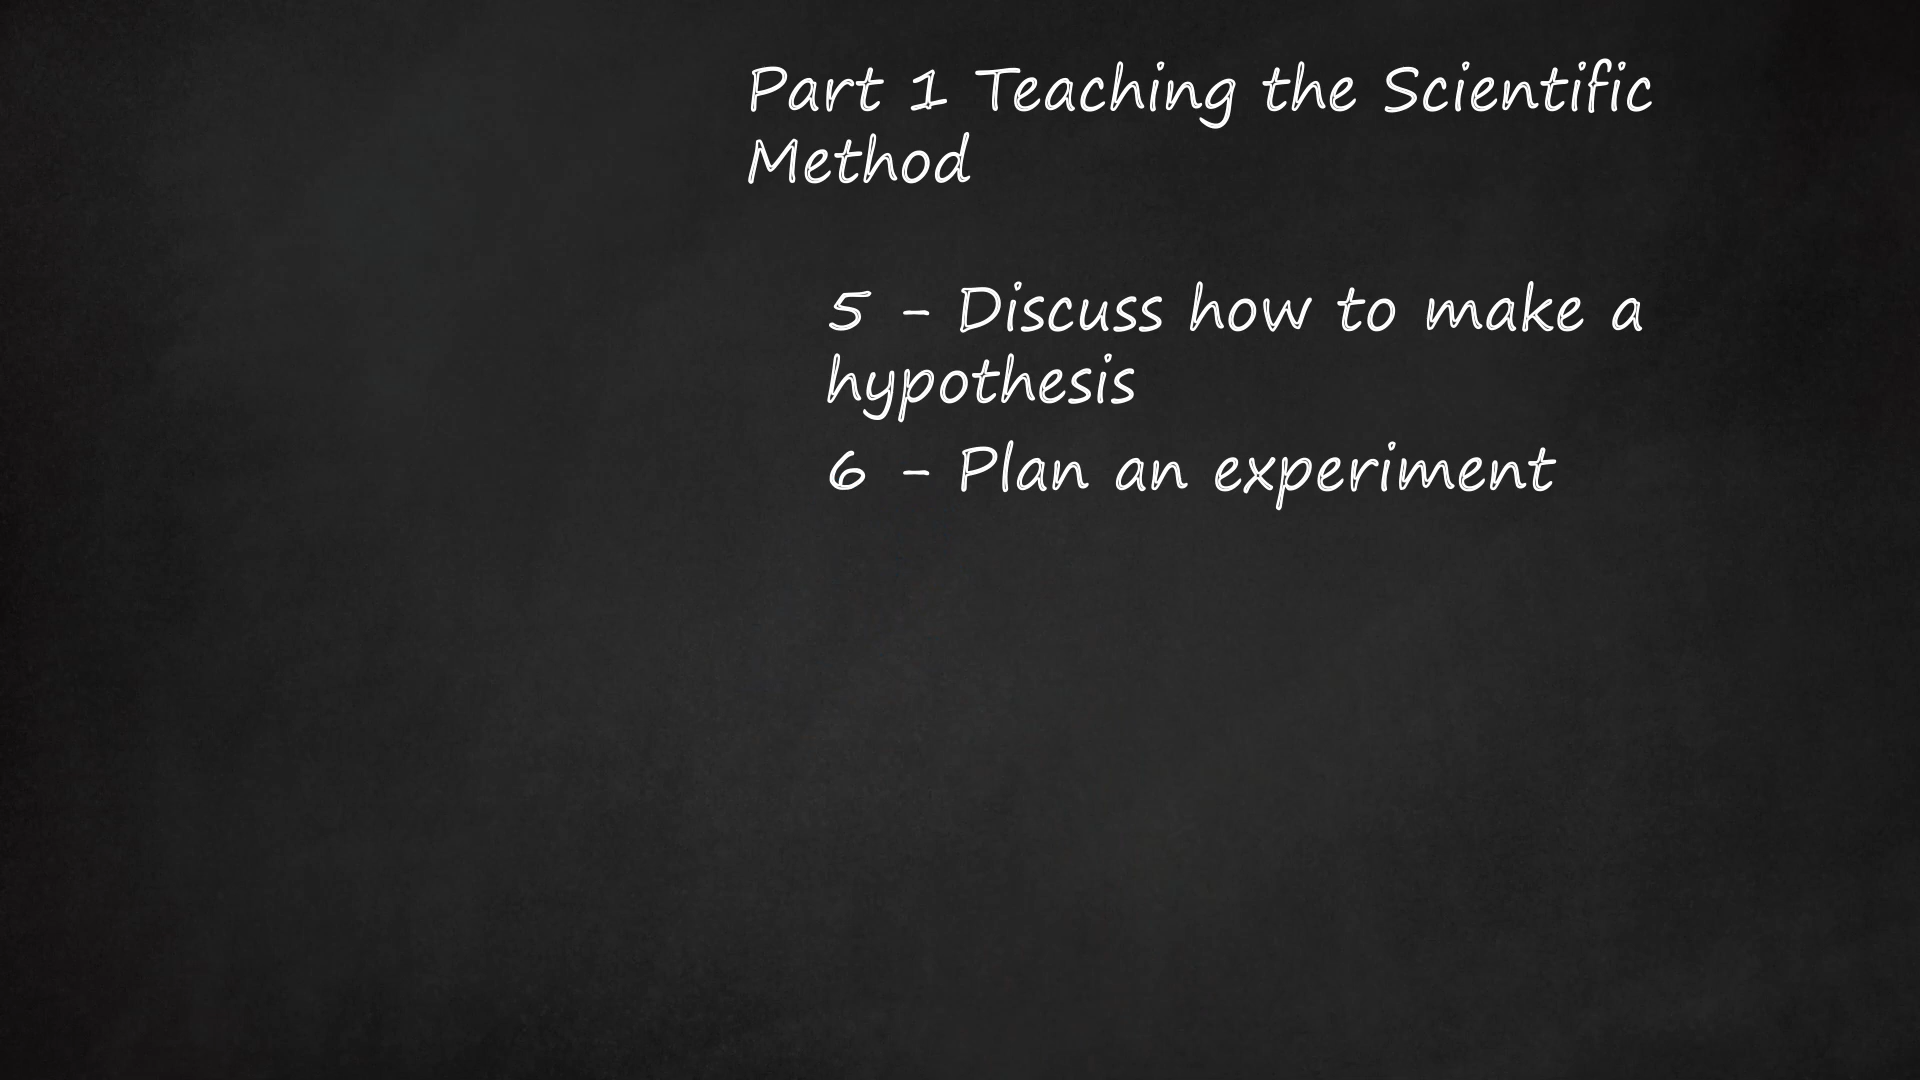 Part 1 Teaching the Scientific
Method
5 - Discuss how to make a
hypothesis
6 - Plan an experiment